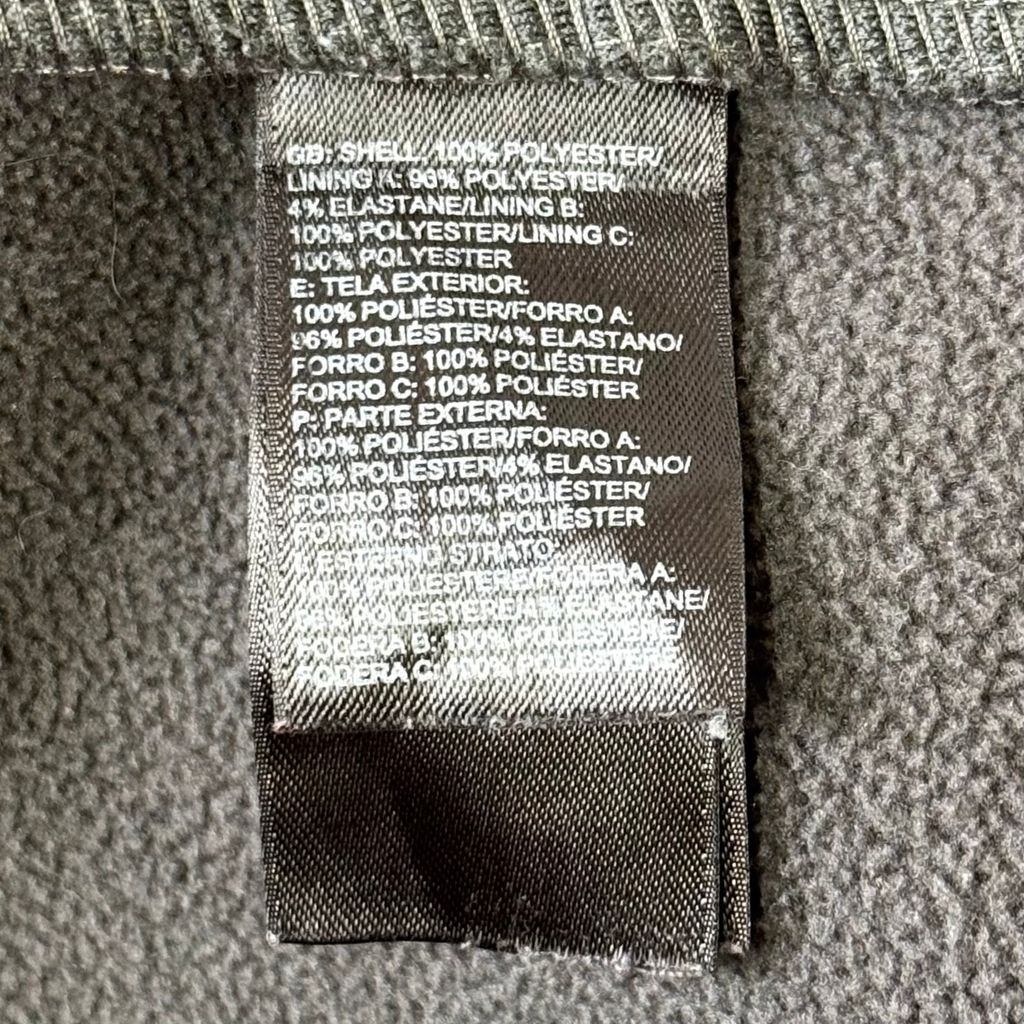 GB: SHELL: 100% POLYESTER/
LINING A: 96% POLYESTER/
4% ELASTANE/LINING B:
100% POLYESTER/LINING C:
100% POLYESTER
E: TELA EXTERIOR:
100% POLIÉSTER/FORRO A:
96% POLIÉSTER/4% ELASTANO/
FORRO B: 100% POLIÉSTER/
FORRO C: 100% POLIÉSTER
P: PARTE EXTERNA:
100% POLIÉSTER/FORRO A:
96% POLIÉSTER/4% ELASTANO/
FORRO B: 100% POLIÉSTER/
FORRO C: 100% POLIÉSTER
ESTERNO STRATO
POLIESTERE/FODERA A:
POLIESTERE/4% ELASTANE/
FODERA B: 100% POLIESTERE/
FODERA C: 100% POLIESTERE